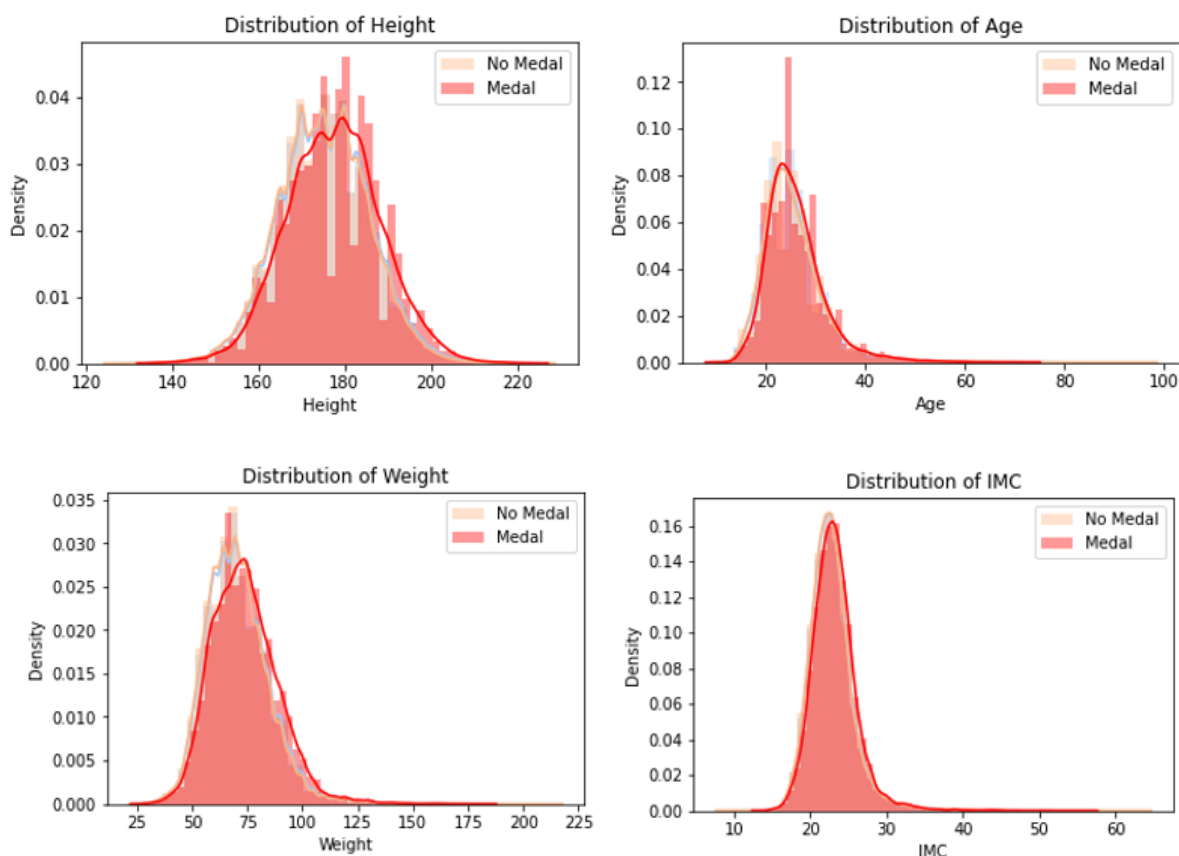 Distribution of Height
No Medal
Medal
Density
0.04
0.03
0.02
0.01
0.00
120 140 160 180 200 220
Height
Distribution of Age
No Medal
Medal
Density
0.12
0.10
0.08
0.06
0.04
0.02
0.00
20 40 60 80 100
Age
Distribution of Weight
No Medal
Medal
Density
0.035
0.030
0.025
0.020
0.015
0.010
0.005
0.000
25 50 75 100 125 150 175 200 225
Weight
Distribution of IMC
No Medal
Medal
Density
0.16
0.14
0.12
0.10
0.08
0.06
0.04
0.02
0.00
10 20 30 40 50 60
IMC